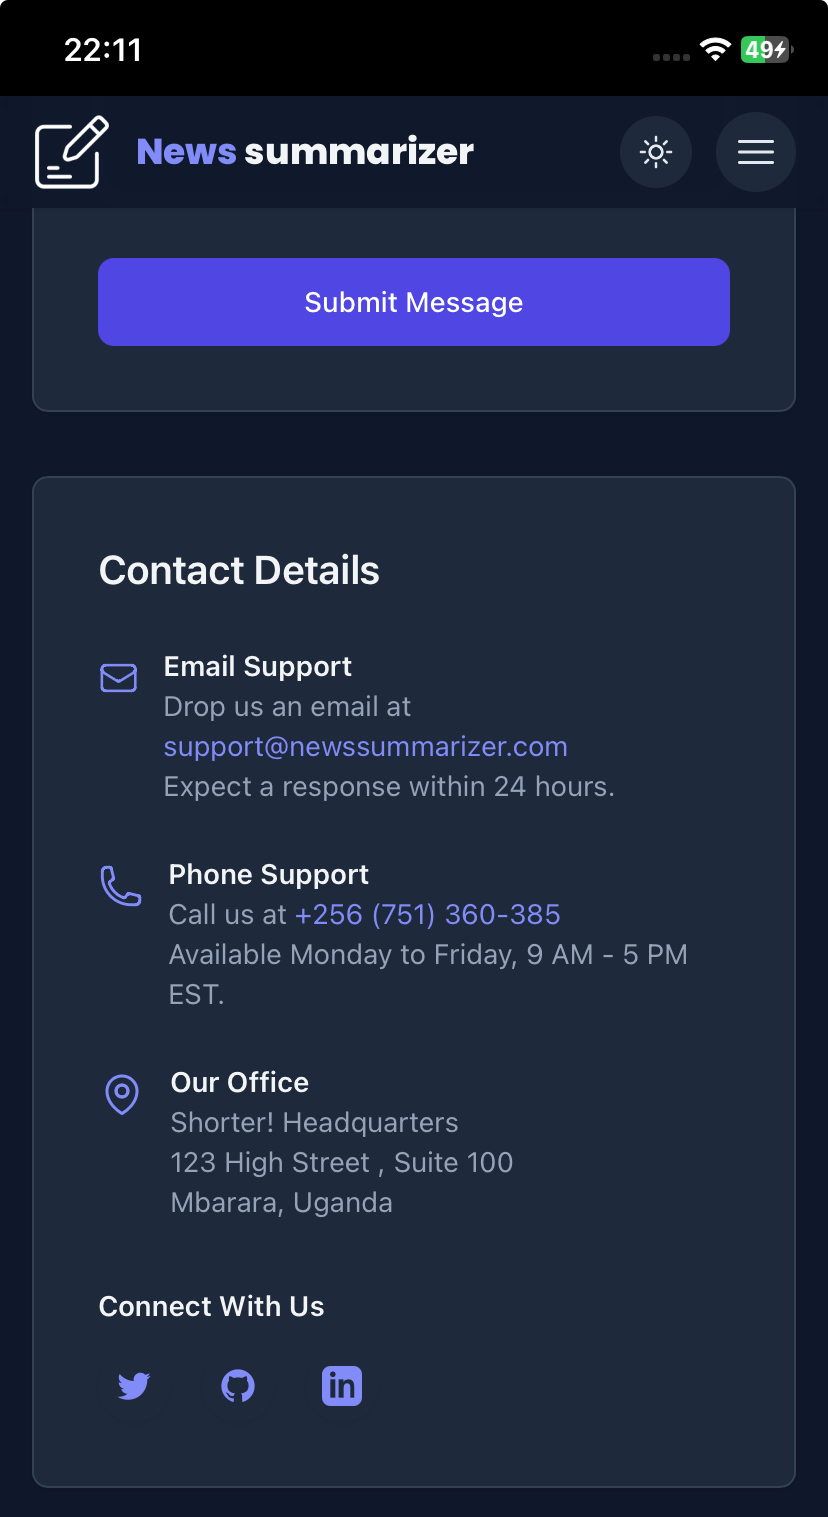 22:11
49
News summarizer
Submit Message
Contact Details
Email Support
Drop us an email at
support@newssummarizer.com
Expect a response within 24 hours.
Phone Support
Call us at +256 (751) 360-385
Available Monday to Friday, 9 AM - 5 PM
EST.
Our Office
Shorter! Headquarters
123 High Street , Suite 100
Mbarara, Uganda
Connect With Us
in